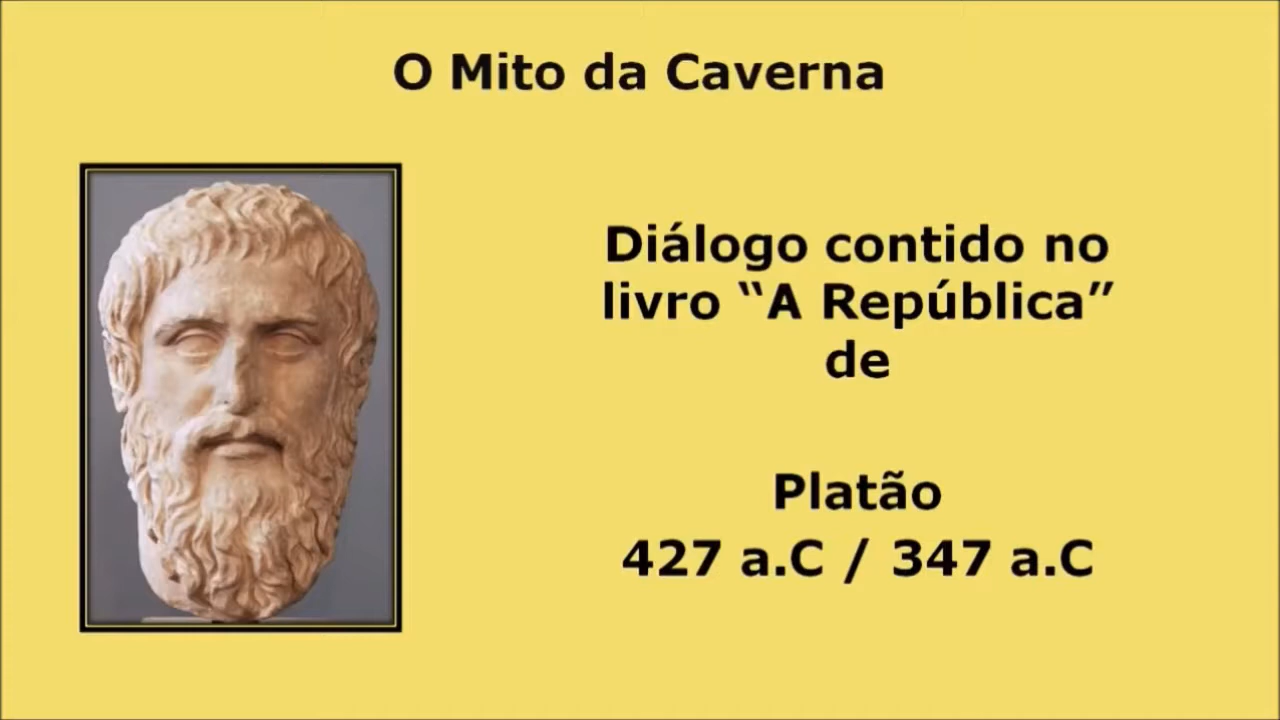 O Mito da Caverna
Diálogo contido no
livro “A República”
de
Platão
427 a.C / 347 a.C